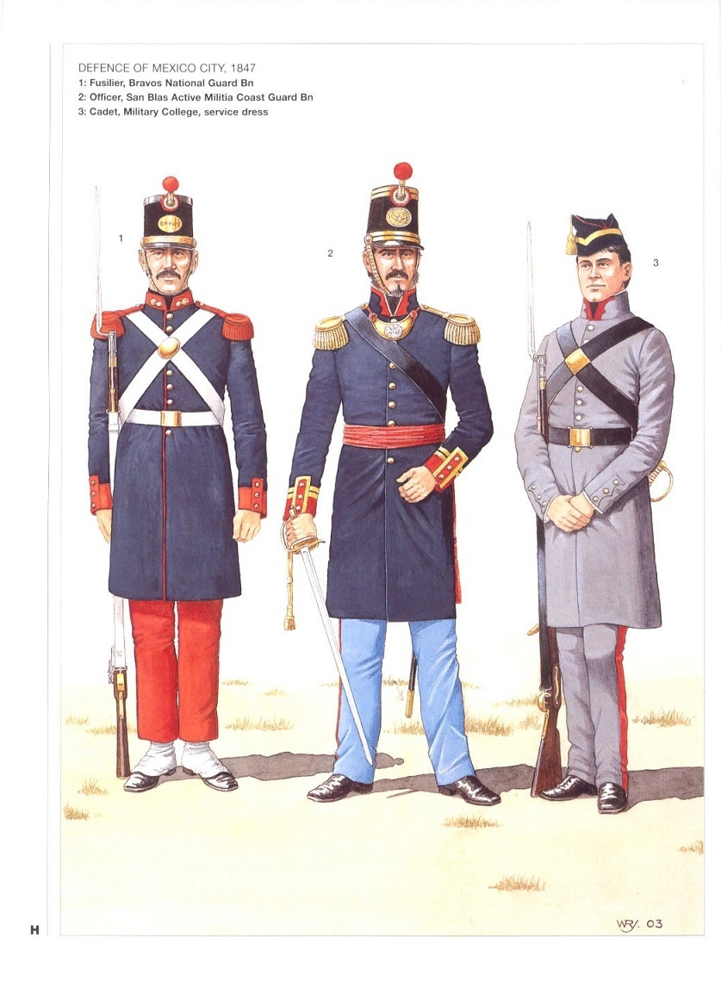 DEFENCE OF MEXICO CITY, 1847
1: Fusilier, Bravos National Guard Bn
2: Officer, San Blas Active Militia Coast Guard Bn
3: Cadet, Military College, service dress
1
2
3
BRAVOS
H
WRY. 03